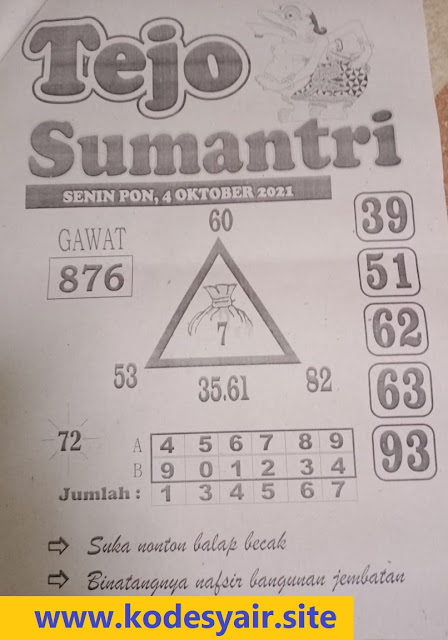 Tejo
Sumantri
SENIN PON, 4 OKTOBER 2021
60
GAWAT
876
7
53
35.61
82
39
51
62
63
93
72
A 4 5 6 7 8 9
B 9 0 1 2 3 4
Jumlah : 1 3 4 5 6 7
⇨ Suka nonton balap becak
⇨ Binatangnya nafsir bangunan jembatan
www.kodesyair.site